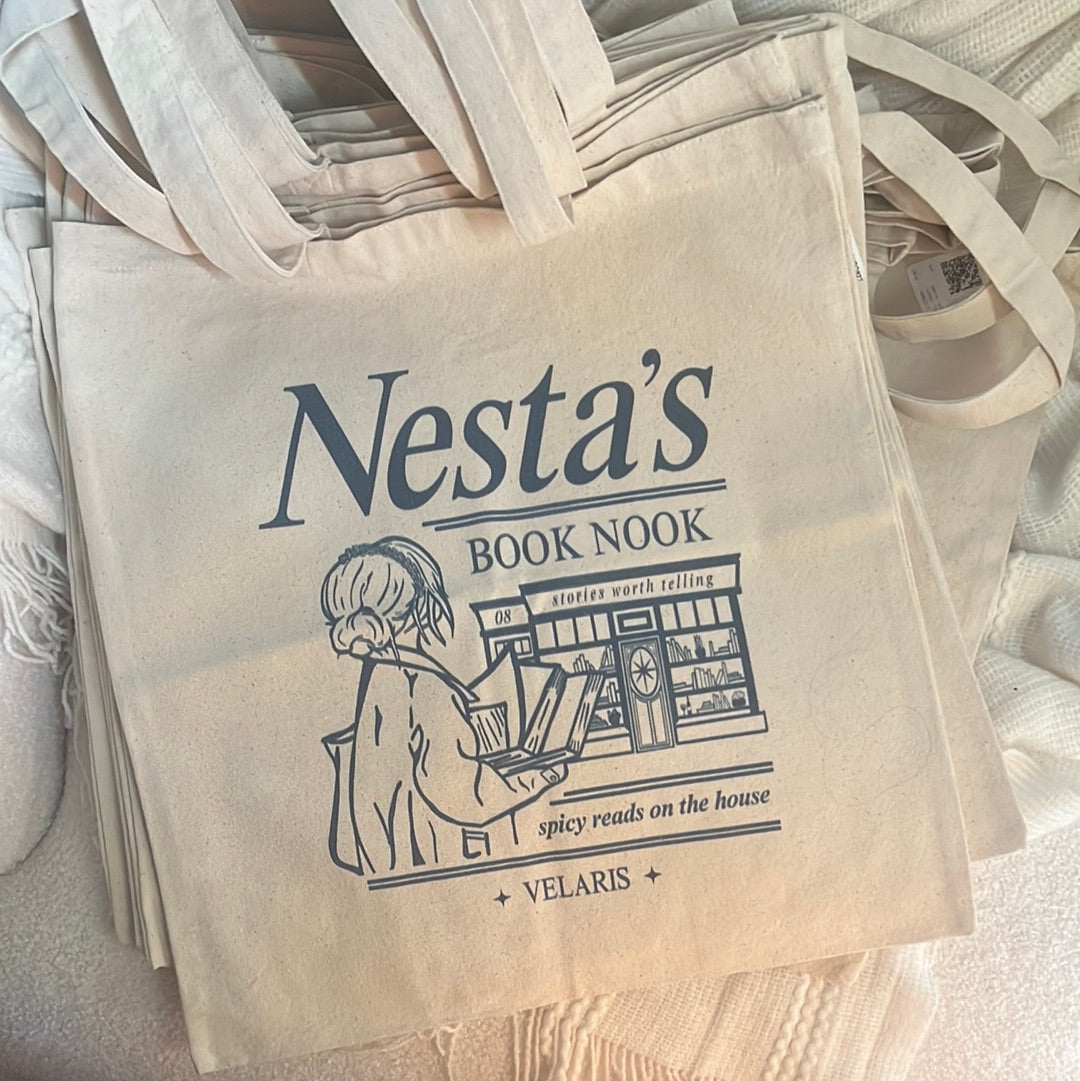 Nesta's
BOOK NOOK
stories worth telling
08
spicy reads on the house
VELARIS